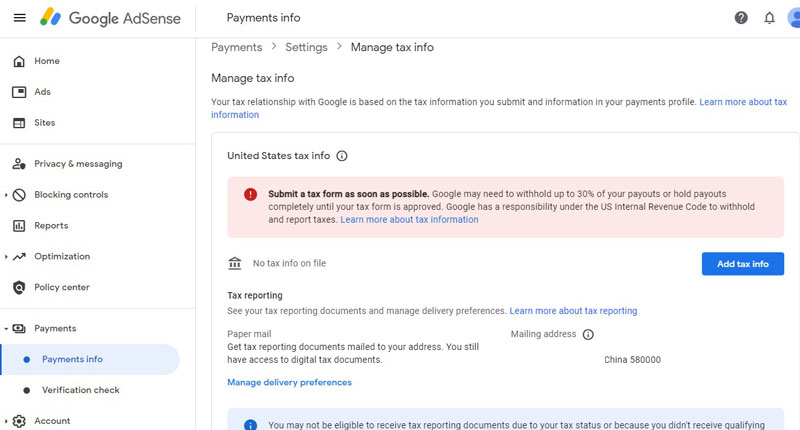 Google AdSense
Payments info
Home
Ads
Sites
Privacy & messaging
Blocking controls
Reports
Optimization
Policy center
Payments
Payments info
Verification check
Account
Payments > Settings > Manage tax info
Manage tax info
Your tax relationship with Google is based on the tax information you submit and information in your payments profile. Learn more about tax
information
United States tax info
Submit a tax form as soon as possible. Google may need to withhold up to 30% of your payouts or hold payouts
completely until your tax form is approved. Google has a responsibility under the US Internal Revenue Code to withhold
and report taxes. Learn more about tax information
No tax info on file
Add tax info
Tax reporting
See your tax reporting documents and manage delivery preferences. Learn more about tax reporting
Paper mail
Get tax reporting documents mailed to your address. You still
have access to digital tax documents.
Mailing address
China 580000
Manage delivery preferences
You may not be eligible to receive tax reporting documents due to your tax status or because you didn't receive qualifying